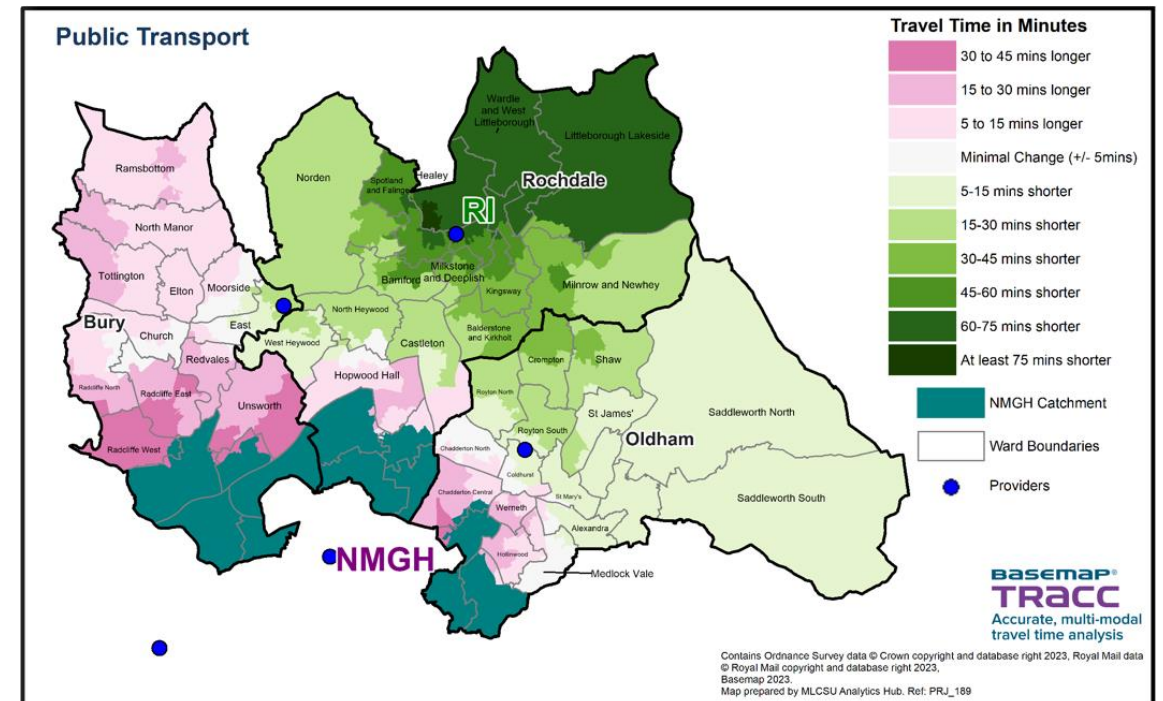 Public Transport
Travel Time in Minutes
30 to 45 mins longer
15 to 30 mins longer
5 to 15 mins longer
Minimal Change (+/- 5mins)
5-15 mins shorter
15-30 mins shorter
30-45 mins shorter
45-60 mins shorter
60-75 mins shorter
At least 75 mins shorter
NMGH Catchment
Ward Boundaries
Providers
Wardle
and West
Littleborough
Littleborough Lakeside
Ramsbottom
Norden
Spotland
and Falinge
Healey
Rochdale
RI
North Manor
Tottington
Elton
Moorside
Bamford
Milkstone
and Deeplish
Kingsway
Milnrow and Newhey
Bury
Church
East
North Heywood
West Heywood
Castleton
Balderstone
and Kirkholt
Redvales
Hopwood Hall
Crompton
Shaw
Radcliffe North
Radcliffe East
Unsworth
Royton North
Radcliffe West
Royton South
St James'
Saddleworth North
Oldham
Chadderton North
Coldhurst
Chadderton Central
St Mary's
Saddleworth South
Werneth
Alexandra
Hollinwood
Medlock Vale
NMGH
BASEMAP®
TRACC
Accurate, multi-modal
travel time analysis
Contains Ordnance Survey data © Crown copyright and database right 2023, Royal Mail data
© Royal Mail copyright and database right 2023,
Basemap 2023.
Map prepared by MLCSU Analytics Hub. Ref: PRJ_189